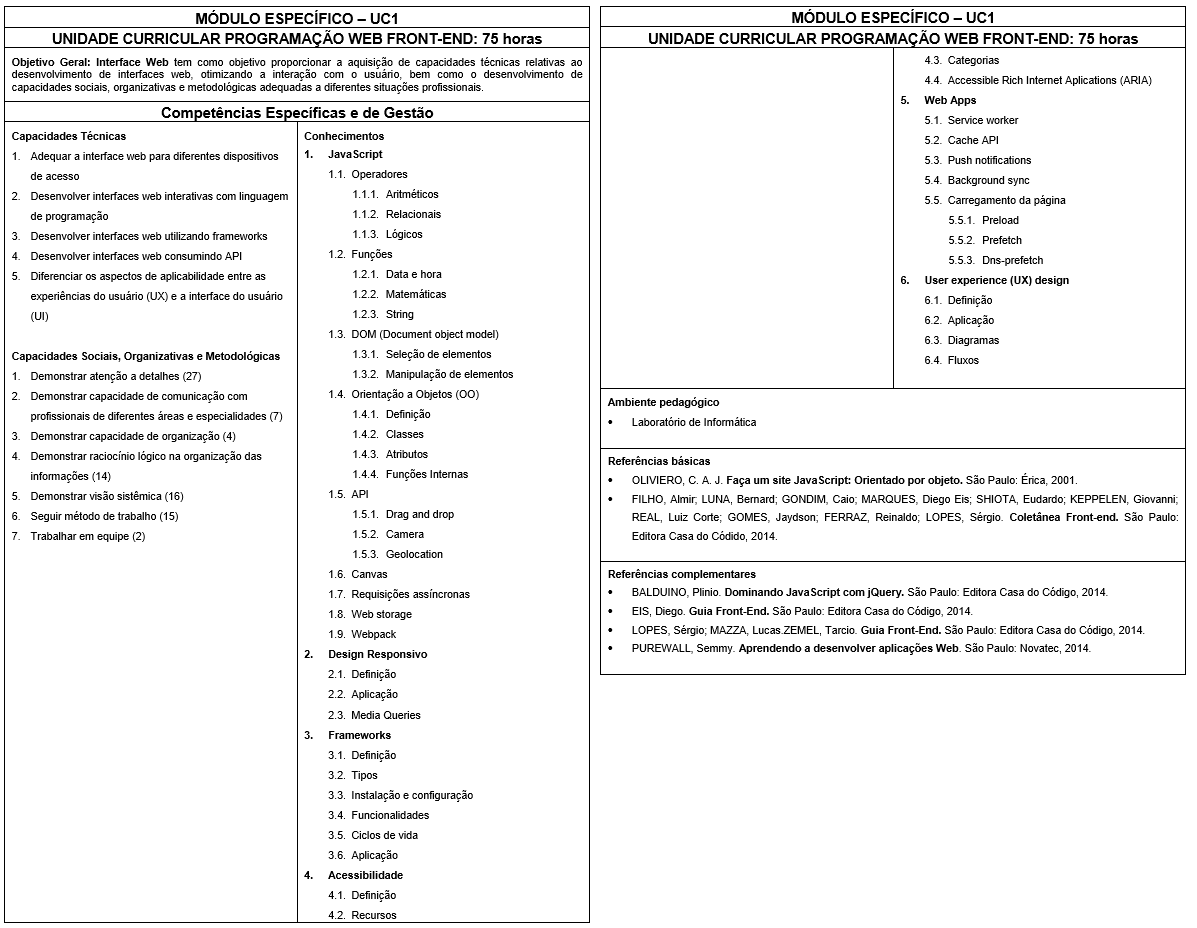 MÓDULO ESPECÍFICO – UC1
UNIDADE CURRICULAR PROGRAMAÇÃO WEB FRONT-END: 75 horas
Objetivo Geral: Interface Web tem como objetivo proporcionar a aquisição de capacidades técnicas relativas ao
desenvolvimento de interfaces web, otimizando a interação com o usuário, bem como o desenvolvimento de
capacidades sociais, organizativas e metodológicas adequadas a diferentes situações profissionais.
Competências Específicas e de Gestão
Capacidades Técnicas
1. Adequar a interface web para diferentes dispositivos
de acesso
2. Desenvolver interfaces web interativas com linguagem
de programação
3. Desenvolver interfaces web utilizando frameworks
4. Desenvolver interfaces web consumindo API
5. Diferenciar os aspectos de aplicabilidade entre as
experiências do usuário (UX) e a interface do usuário
(UI)
Capacidades Sociais, Organizativas e Metodológicas
1. Demonstrar atenção a detalhes (27)
2. Demonstrar capacidade de comunicação com
profissionais de diferentes áreas e especialidades (7)
3. Demonstrar capacidade de organização (4)
4. Demonstrar raciocínio lógico na organização das
informações (14)
5. Demonstrar visão sistêmica (16)
6. Seguir método de trabalho (15)
7. Trabalhar em equipe (2)
Conhecimentos
1. JavaScript
1.1. Operadores
1.1.1. Aritméticos
1.1.2. Relacionais
1.1.3. Lógicos
1.2. Funções
1.2.1. Data e hora
1.2.2. Matemáticas
1.2.3. String
1.3. DOM (Document object model)
1.3.1. Seleção de elementos
1.3.2. Manipulação de elementos
1.4. Orientação a Objetos (OO)
1.4.1. Definição
1.4.2. Classes
1.4.3. Atributos
1.4.4. Funções Internas
1.5. API
1.5.1. Drag and drop
1.5.2. Camera
1.5.3. Geolocation
1.6. Canvas
1.7. Requisições assíncronas
1.8. Web storage
1.9. Webpack
2. Design Responsivo
2.1. Definição
2.2. Aplicação
2.3. Media Queries
3. Frameworks
3.1. Definição
3.2. Tipos
3.3. Instalação e configuração
3.4. Funcionalidades
3.5. Ciclos de vida
3.6. Aplicação
4. Acessibilidade
4.1. Definição
4.2. Recursos
MÓDULO ESPECÍFICO – UC1
UNIDADE CURRICULAR PROGRAMAÇÃO WEB FRONT-END: 75 horas
4.3. Categorias
4.4. Accessible Rich Internet Aplications (ARIA)
5. Web Apps
5.1. Service worker
5.2. Cache API
5.3. Push notifications
5.4. Background sync
5.5. Carregamento da página
5.5.1. Preload
5.5.2. Prefetch
5.5.3. Dns-prefetch
6. User experience (UX) design
6.1. Definição
6.2. Aplicação
6.3. Diagramas
6.4. Fluxos
Ambiente pedagógico
• Laboratório de Informática
Referências básicas
• OLIVIERO, C. A. J. Faça um site JavaScript: Orientado por objeto. São Paulo: Érica, 2001.
• FILHO, Almir; LUNA, Bernard; GONDIM, Caio; MARQUES, Diego Eis; SHIOTA, Eudardo; KEPPELEN, Giovanni;
REAL, Luiz Corte; GOMES, Jaydson; FERRAZ, Reinaldo; LOPES, Sérgio. Coletânea Front-end. São Paulo:
Editora Casa do Códido, 2014.
Referências complementares
• BALDUINO, Plinio. Dominando JavaScript com jQuery. São Paulo: Editora Casa do Código, 2014.
• EIS, Diego. Guia Front-End. São Paulo: Editora Casa do Código, 2014.
• LOPES, Sérgio; MAZZA, Lucas.ZEMEL, Tarcio. Guia Front-End. São Paulo: Editora Casa do Código, 2014.
• PUREWALL, Semmy. Aprendendo a desenvolver aplicações Web. São Paulo: Novatec, 2014.